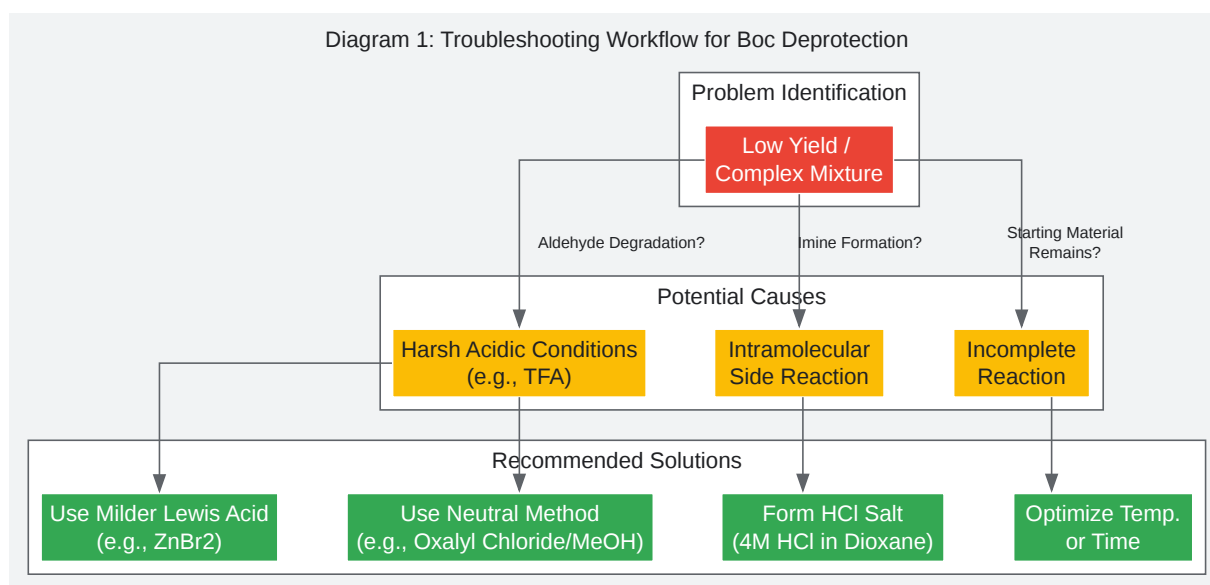 Diagram 1: Troubleshooting Workflow for Boc Deprotection
Problem Identification
Low Yield /
Complex Mixture
Aldehyde Degradation?
Imine Formation?
Starting Material
Remains?
Potential Causes
Harsh Acidic Conditions
(e.g., TFA)
Intramolecular
Side Reaction
Incomplete
Reaction
Recommended Solutions
Use Milder Lewis Acid
(e.g., ZnBr2)
Use Neutral Method
(e.g., Oxalyl Chloride/MeOH)
Form HCl Salt
(4M HCl in Dioxane)
Optimize Temp.
or Time